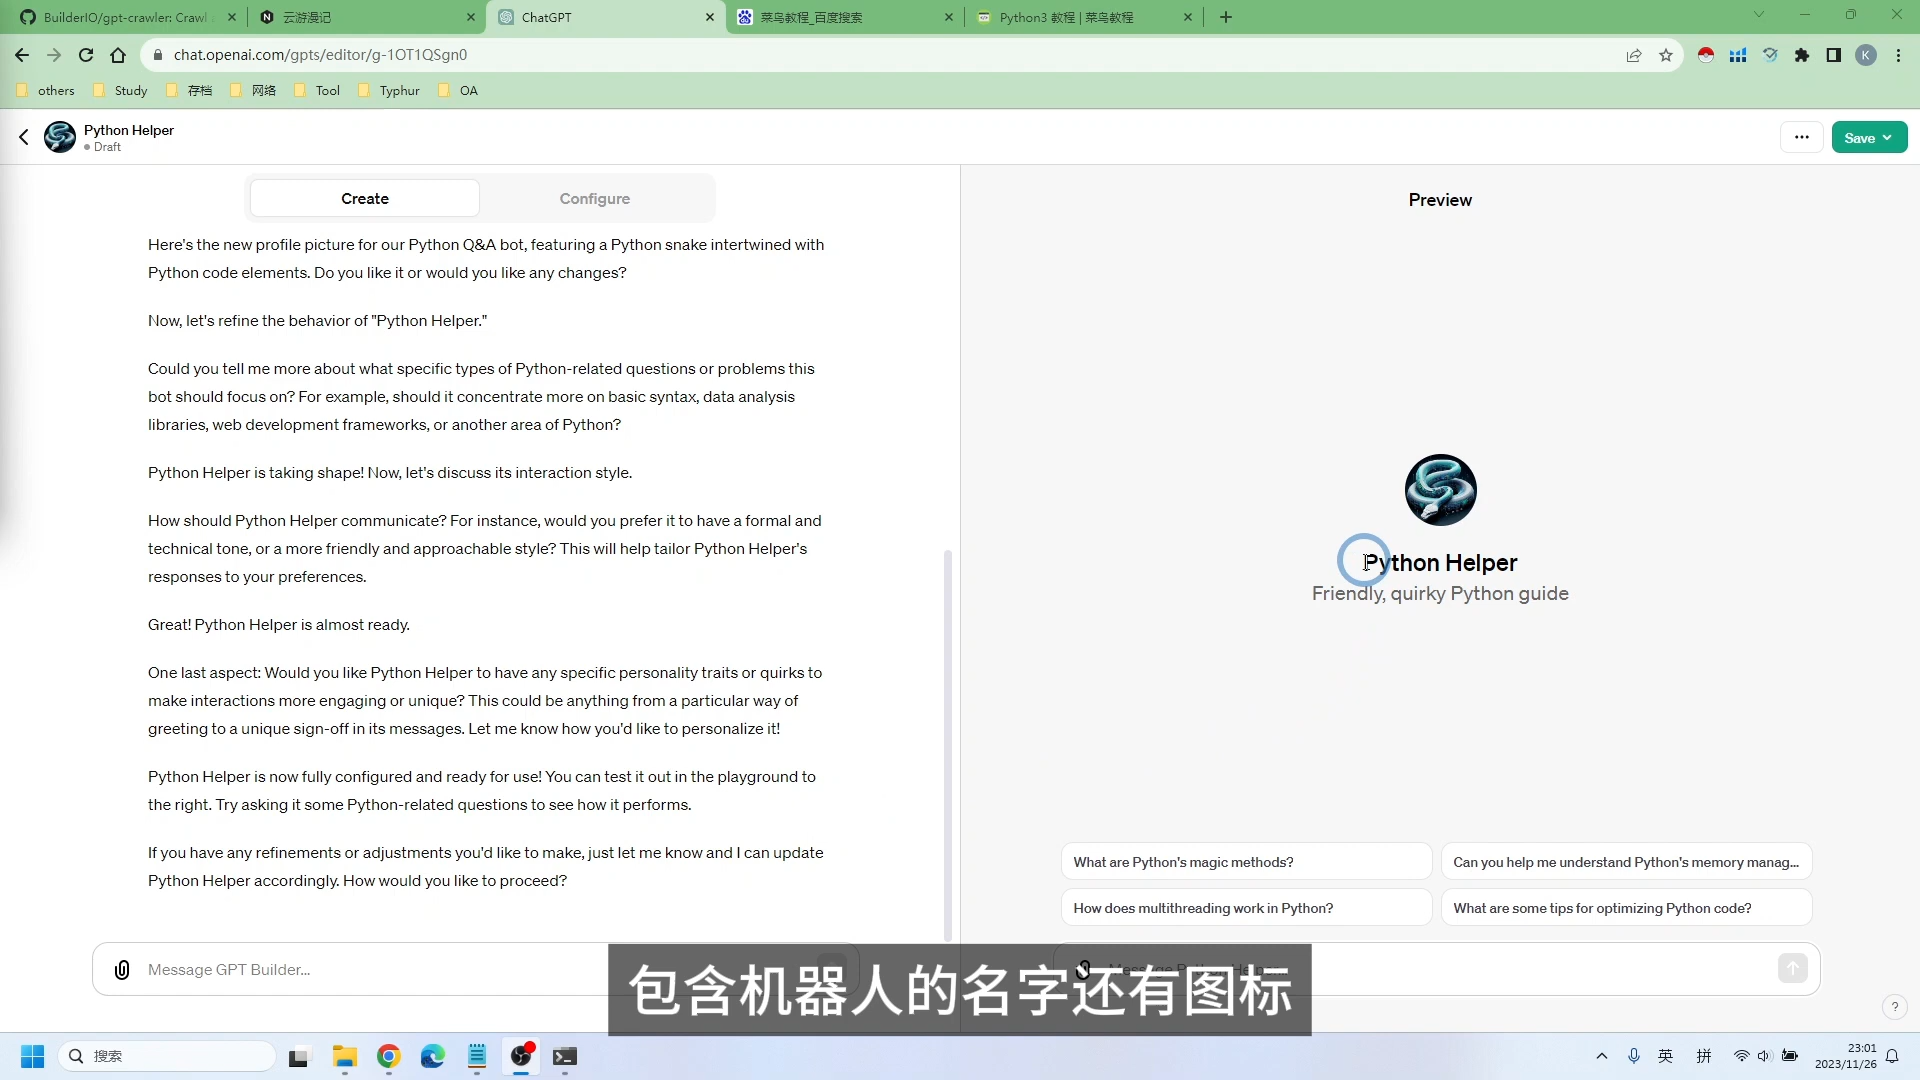 BuilderIO/gpt-crawler: Crawl
云游漫记
ChatGPT
菜鸟教程_百度搜索
Python3 教程 | 菜鸟教程
chat.openai.com/gpts/editor/g-1OT1QSgn0
K
others
Study
存档
网络
Tool
Typhur
OA
Python Helper
Draft
Save
Create
Configure
Preview
Here's the new profile picture for our Python Q&A bot, featuring a Python snake intertwined with
Python code elements. Do you like it or would you like any changes?
Now, let's refine the behavior of "Python Helper."
Could you tell me more about what specific types of Python-related questions or problems this
bot should focus on? For example, should it concentrate more on basic syntax, data analysis
libraries, web development frameworks, or another area of Python?
Python Helper is taking shape! Now, let's discuss its interaction style.
How should Python Helper communicate? For instance, would you prefer it to have a formal and
technical tone, or a more friendly and approachable style? This will help tailor Python Helper's
responses to your preferences.
Great! Python Helper is almost ready.
One last aspect: Would you like Python Helper to have any specific personality traits or quirks to
make interactions more engaging or unique? This could be anything from a particular way of
greeting to a unique sign-off in its messages. Let me know how you'd like to personalize it!
Python Helper is now fully configured and ready for use! You can test it out in the playground to
the right. Try asking it some Python-related questions to see how it performs.
If you have any refinements or adjustments you'd like to make, just let me know and I can update
Python Helper accordingly. How would you like to proceed?
Message GPT Builder...
Python Helper
Friendly, quirky Python guide
What are Python's magic methods?
Can you help me understand Python's memory manag...
How does multithreading work in Python?
What are some tips for optimizing Python code?
Message Python Helper...
?
包含机器人的名字还有图标
搜索
英
拼
23:01
2023/11/26